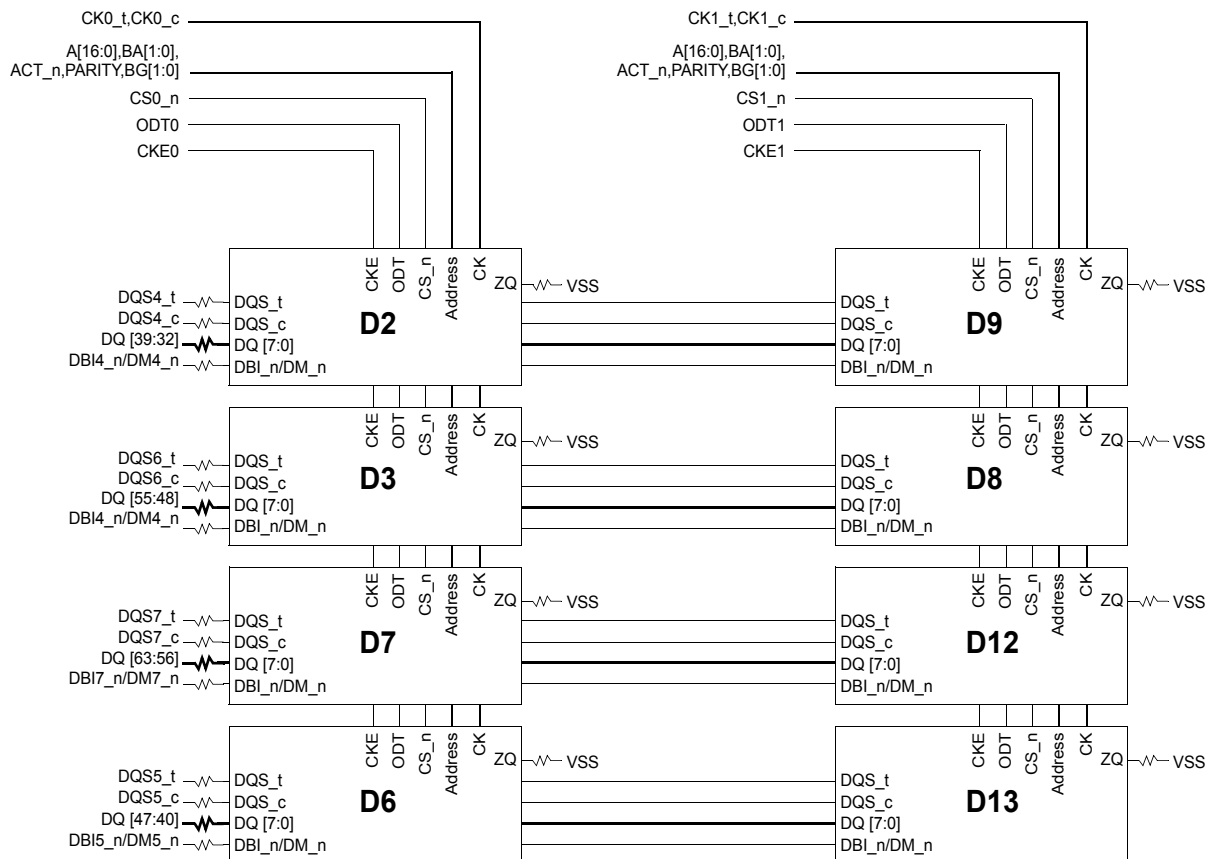 CK0_t,CK0_c
A[16:0],BA[1:0],
ACT_n,PARITY,BG[1:0]
CS0_n
ODT0
CKE0
CK1_t,CK1_c
A[16:0],BA[1:0],
ACT_n,PARITY,BG[1:0]
CS1_n
ODT1
CKE1
DQS4_t
DQS4_c
DQ [39:32]
DBI4_n/DM4_n
CKE
ODT
CS_n
Address
CK
ZQ
VSS
DQS_t
DQS_c
DQ [7:0]
DBI_n/DM_n
D2
CKE
ODT
CS_n
Address
CK
ZQ
VSS
DQS_t
DQS_c
DQ [7:0]
DBI_n/DM_n
D9
DQS6_t
DQS6_c
DQ [55:48]
DBI4_n/DM4_n
CKE
ODT
CS_n
Address
CK
ZQ
VSS
DQS_t
DQS_c
DQ [7:0]
DBI_n/DM_n
D3
CKE
ODT
CS_n
Address
CK
ZQ
VSS
DQS_t
DQS_c
DQ [7:0]
DBI_n/DM_n
D8
DQS7_t
DQS7_c
DQ [63:56]
DBI7_n/DM7_n
CKE
ODT
CS_n
Address
CK
ZQ
VSS
DQS_t
DQS_c
DQ [7:0]
DBI_n/DM_n
D7
CKE
ODT
CS_n
Address
CK
ZQ
VSS
DQS_t
DQS_c
DQ [7:0]
DBI_n/DM_n
D12
DQS5_t
DQS5_c
DQ [47:40]
DBI5_n/DM5_n
CKE
ODT
CS_n
Address
CK
ZQ
VSS
DQS_t
DQS_c
DQ [7:0]
DBI_n/DM_n
D6
CKE
ODT
CS_n
Address
CK
ZQ
VSS
DQS_t
DQS_c
DQ [7:0]
DBI_n/DM_n
D13